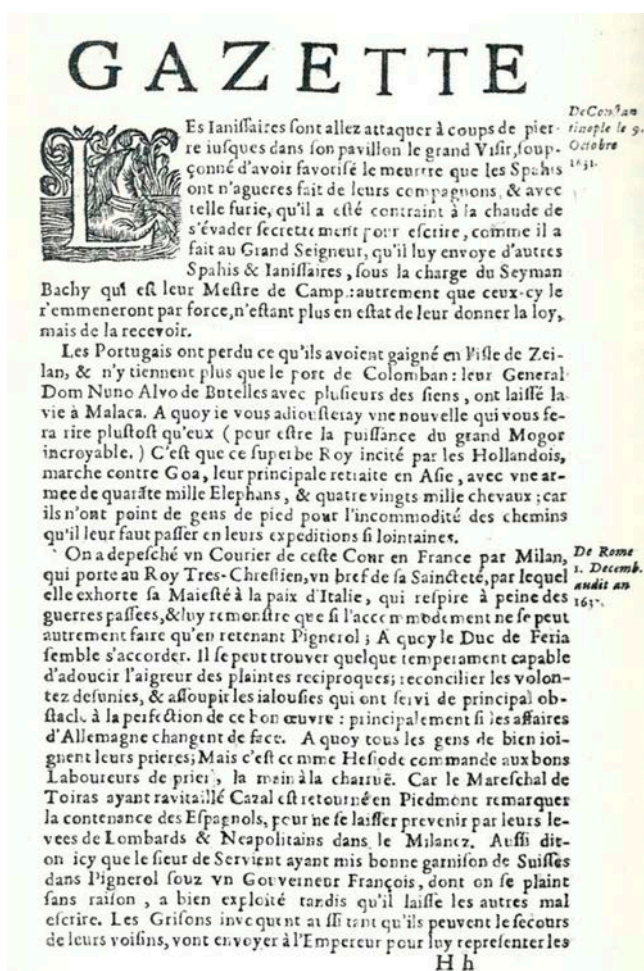 GAZETTE
De Constan
tinople le 9.
Octobre
1631.
LEs Ianiſſaires ſont allez attaquer à coups de pier-
re iuſques dans ſon pavillon le grand Viſir, ſoup-
çonné d'avoir favoriſé le meurtre que les Spahis
ont n'agueres fait de leurs compagnons, & avec
telle furie, qu'il a eſté contraint à la chaude de
s'évader ſecrettement pour eſcrire, comme il a
fait au Grand Seigneur, qu'il luy envoye d'autres
Spahis & Ianiſſaires, ſous la charge du Seyman
Bachy qui eſt leur Meſtre de Camp: autrement que ceux-cy le
r'emmeneront par force, n'eſtant plus en eſtat de leur donner la loy,
mais de la recevoir.
Les Portugais ont perdu ce qu'ils avoient gaigné en l'iſle de Zei-
lan, & n'y tiennent plus que le port de Colomban: leur General
Dom Nuno Alvo de Butelles avec pluſieurs des ſiens, ont laiſſé la
vie à Malaca. A quoy ie vous adiouſteray vne nouvelle qui vous fe-
ra rire pluſtoſt qu'eux (pour eſtre la puiſſance du grand Mogor
incroyable.) C'eſt que ce ſuperbe Roy incité par les Hollandois,
marche contre Goa, leur principale retraite en Aſie, avec vne ar-
mee de quarãte mille Elephans, & quatre vingts mille chevaux; car
ils n'ont point de gens de pied pour l'incommodité des chemins
qu'il leur faut paſſer en leurs expeditions ſi lointaines.
De Rome
1. Decemb.
audit an
On a depeſché vn Courier de ceſte Cour en France par Milan,
qui porte au Roy Tres-Chreſtien, vn bref de ſa Saincteté, par lequel
elle exhorte ſa Maieſté à la paix d'Italie, qui reſpire à peine des
guerres paſſées, & luy remonſtre que ſi l'accommodement ne ſe peut
autrement faire qu'en retenant Pignerol; A quoy le Duc de Feria
ſemble s'accorder. Il ſe peut trouver quelque temperament capable
d'adoucir l'aigreur des plaintes reciproques; reconcilier les volon-
tez deſunies, & aſſoupir les ialouſies qui ont ſervi de principal ob-
ſtacle à la perfection de ce bon œuvre: principalement ſi les affaires
d'Allemagne changent de face. A quoy tous les gens de bien ioi-
gnent leurs prieres; Mais c'eſt comme Heſiode commande aux bons
Laboureurs de prier, la main à la charruë. Car le Mareſchal de
Toiras ayant ravitaillé Cazal eſt retourné en Piedmont remarquer
la contenance des Eſpagnols, pour ne ſe laiſſer prevenir par leurs le-
vees de Lombards & Neapolitains dans le Milanez. Auſſi dit-
on icy que le ſieur de Servient ayant mis bonne garniſon de Suiſſes
dans Pignerol ſouz vn Gouverneur François, dont on ſe plaint
ſans raiſon, a bien exploité tandis qu'il laiſſe les autres mal
eſcrire. Les Griſons invoquent auſſi tant qu'ils peuvent le ſecours
de leurs voiſins, vont envoyer à l'Empereur pour luy repreſenter les
H h